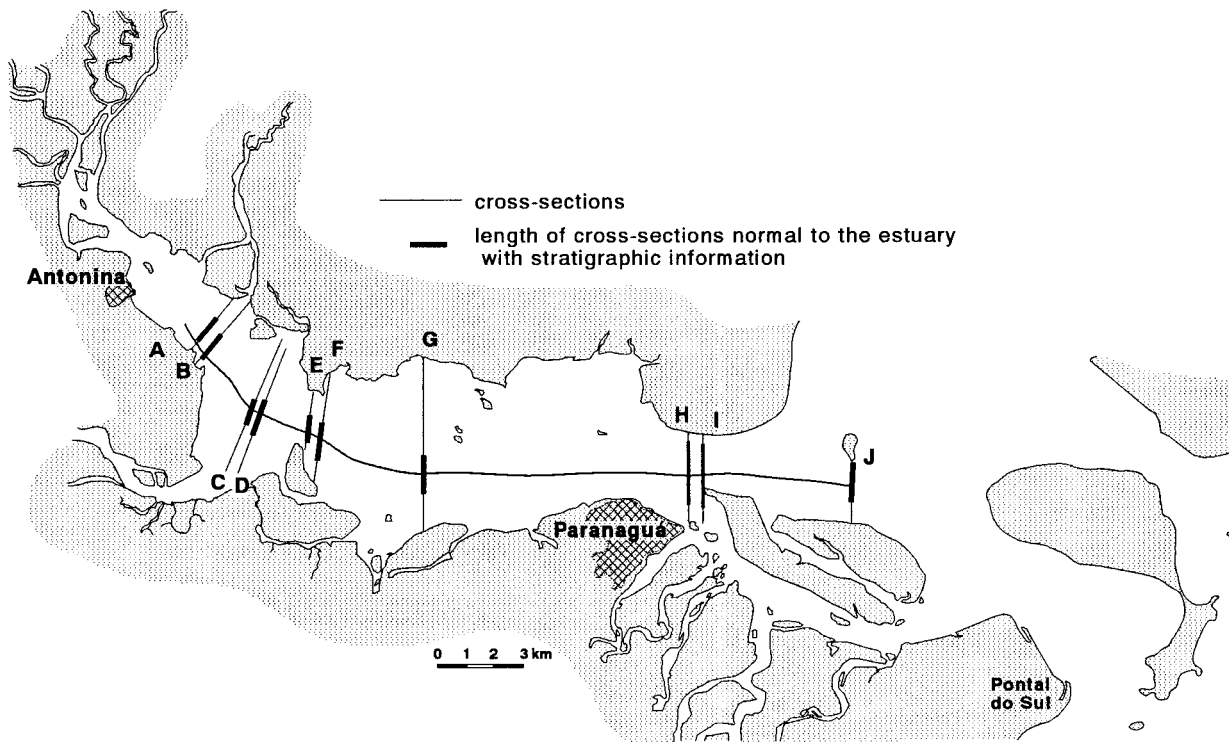 cross-sections
length of cross-sections normal to the estuary
with stratigraphic information
Antonina
A
B
C
D
E
F
G
H
I
J
Paranaguá
0 1 2 3 km
Pontal
do Sul